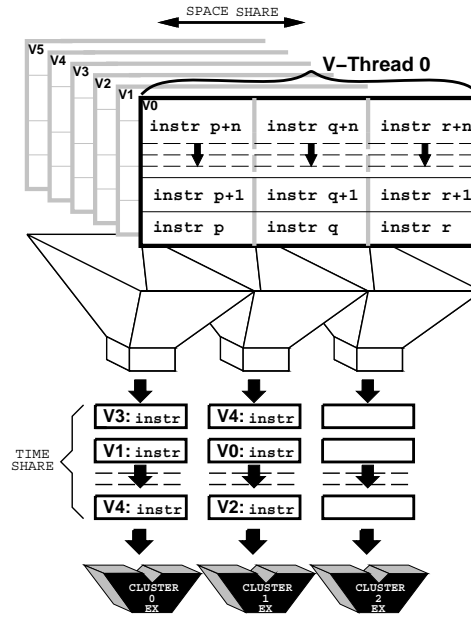 SPACE SHARE
V5
V4
V3
V2
V1
V0
V−Thread 0
instr p+n
instr q+n
instr r+n
instr p+1
instr q+1
instr r+1
instr p
instr q
instr r
TIME
SHARE
V3: instr
V4: instr
V1: instr
V0: instr
V4: instr
V2: instr
CLUSTER
0
EX
CLUSTER
1
EX
CLUSTER
2
EX